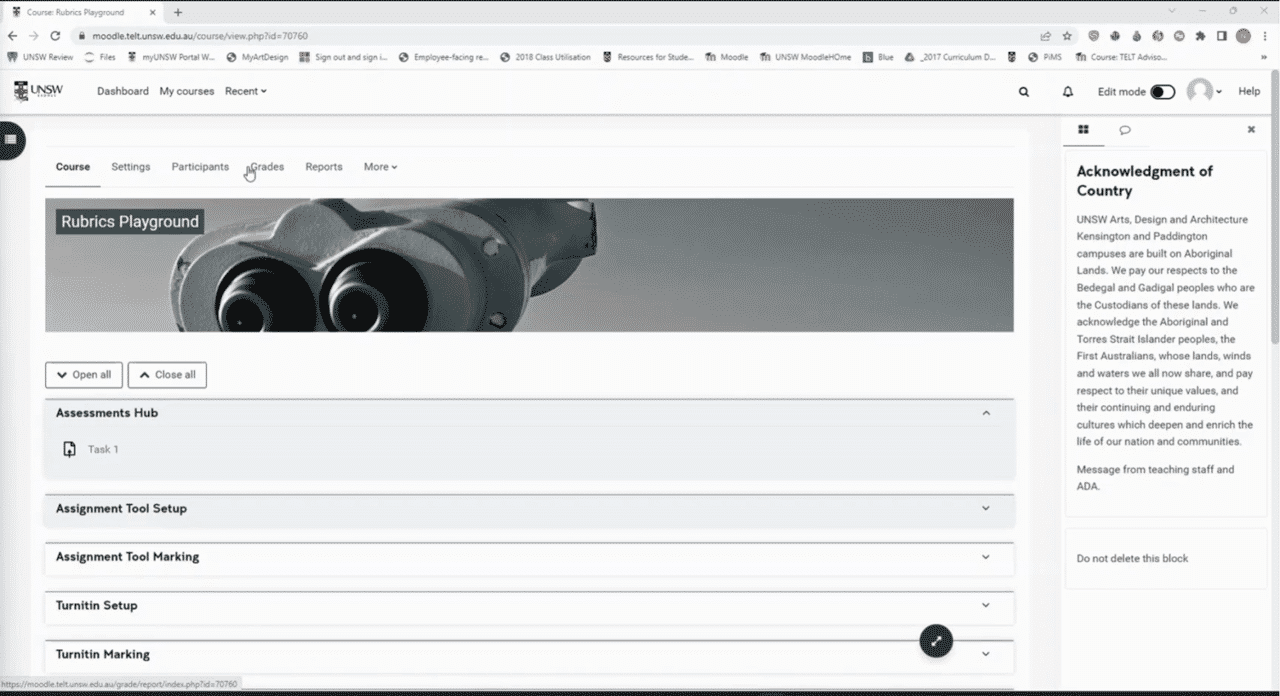 Course: Rubrics Playground
moodle.telt.unsw.edu.au/course/view.php?id=70760
UNSW Review Files myUNSW Portal W... MyArtDesign Sign out and sign i... Employee-facing re... 2018 Class Utilisation Resources for Stude... Moodle UNSW MoodleHOme Blue _2017 Curriculum D... PiMS Course: TELT Adviso...
UNSW Dashboard My courses Recent Edit mode Help
Course Settings Participants Grades Reports More
Rubrics Playground
Open all Close all
Assessments Hub
Task 1
Assignment Tool Setup
Assignment Tool Marking
Turnitin Setup
Turnitin Marking
Acknowledgment of
Country
UNSW Arts, Design and Architecture
Kensington and Paddington
campuses are built on Aboriginal
Lands. We pay our respects to the
Bedegal and Gadigal peoples who are
the Custodians of these lands. We
acknowledge the Aboriginal and
Torres Strait Islander peoples, the
First Australians, whose lands, winds
and waters we all now share, and pay
respect to their unique values, and
their continuing and enduring
cultures which deepen and enrich the
life of our nation and communities.
Message from teaching staff and
ADA.
Do not delete this block
https://moodle.telt.unsw.edu.au/grade/report/index.php?id=70760